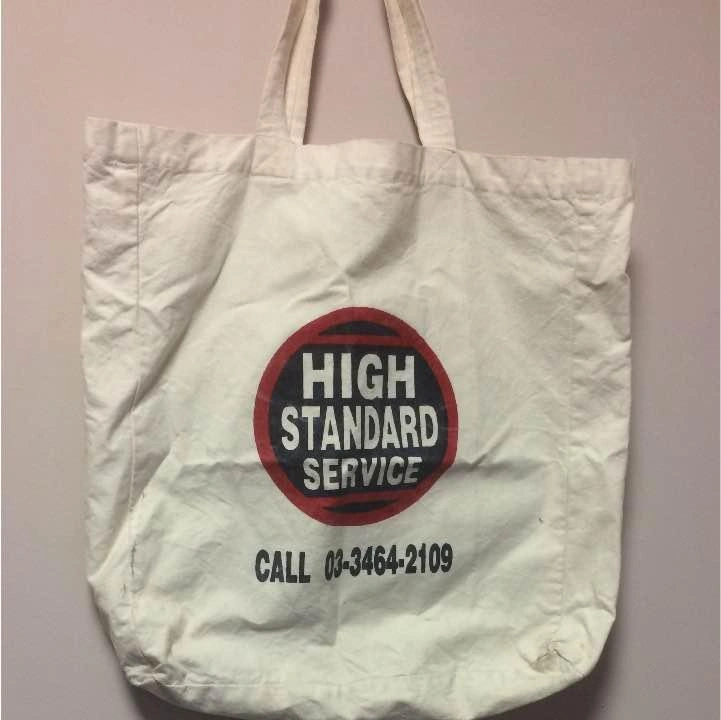 HIGH
STANDARD
SERVICE
CALL 03-3464-2109